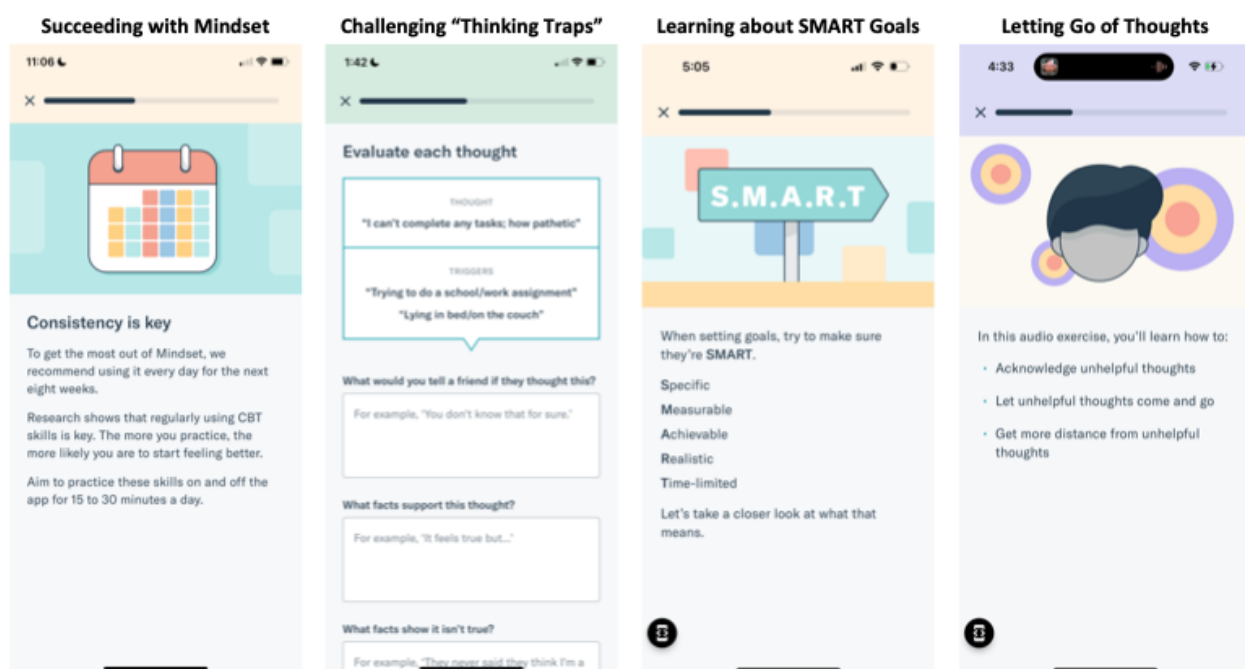 Succeeding with Mindset
11:06
Consistency is key
To get the most out of Mindset, we
recommend using it every day for the next
eight weeks.
Research shows that regularly using CBT
skills is key. The more you practice, the
more likely you are to start feeling better.
Aim to practice these skills on and off the
app for 15 to 30 minutes a day.
Challenging “Thinking Traps”
1:42
Evaluate each thought
THOUGHT
"I can't complete any tasks; how pathetic"
TRIGGERS
"Trying to do a school/work assignment"
"Lying in bed/on the couch"
What would you tell a friend if they thought this?
For example, 'You don't know that for sure.'
What facts support this thought?
For example, 'It feels true but...'
What facts show it isn't true?
For example, 'They never said they think I'm a
Learning about SMART Goals
5:05
S.M.A.R.T
When setting goals, try to make sure
they're SMART.
Specific
Measurable
Achievable
Realistic
Time-limited
Let's take a closer look at what that
means.
Letting Go of Thoughts
4:33
In this audio exercise, you'll learn how to:
• Acknowledge unhelpful thoughts
• Let unhelpful thoughts come and go
• Get more distance from unhelpful
thoughts